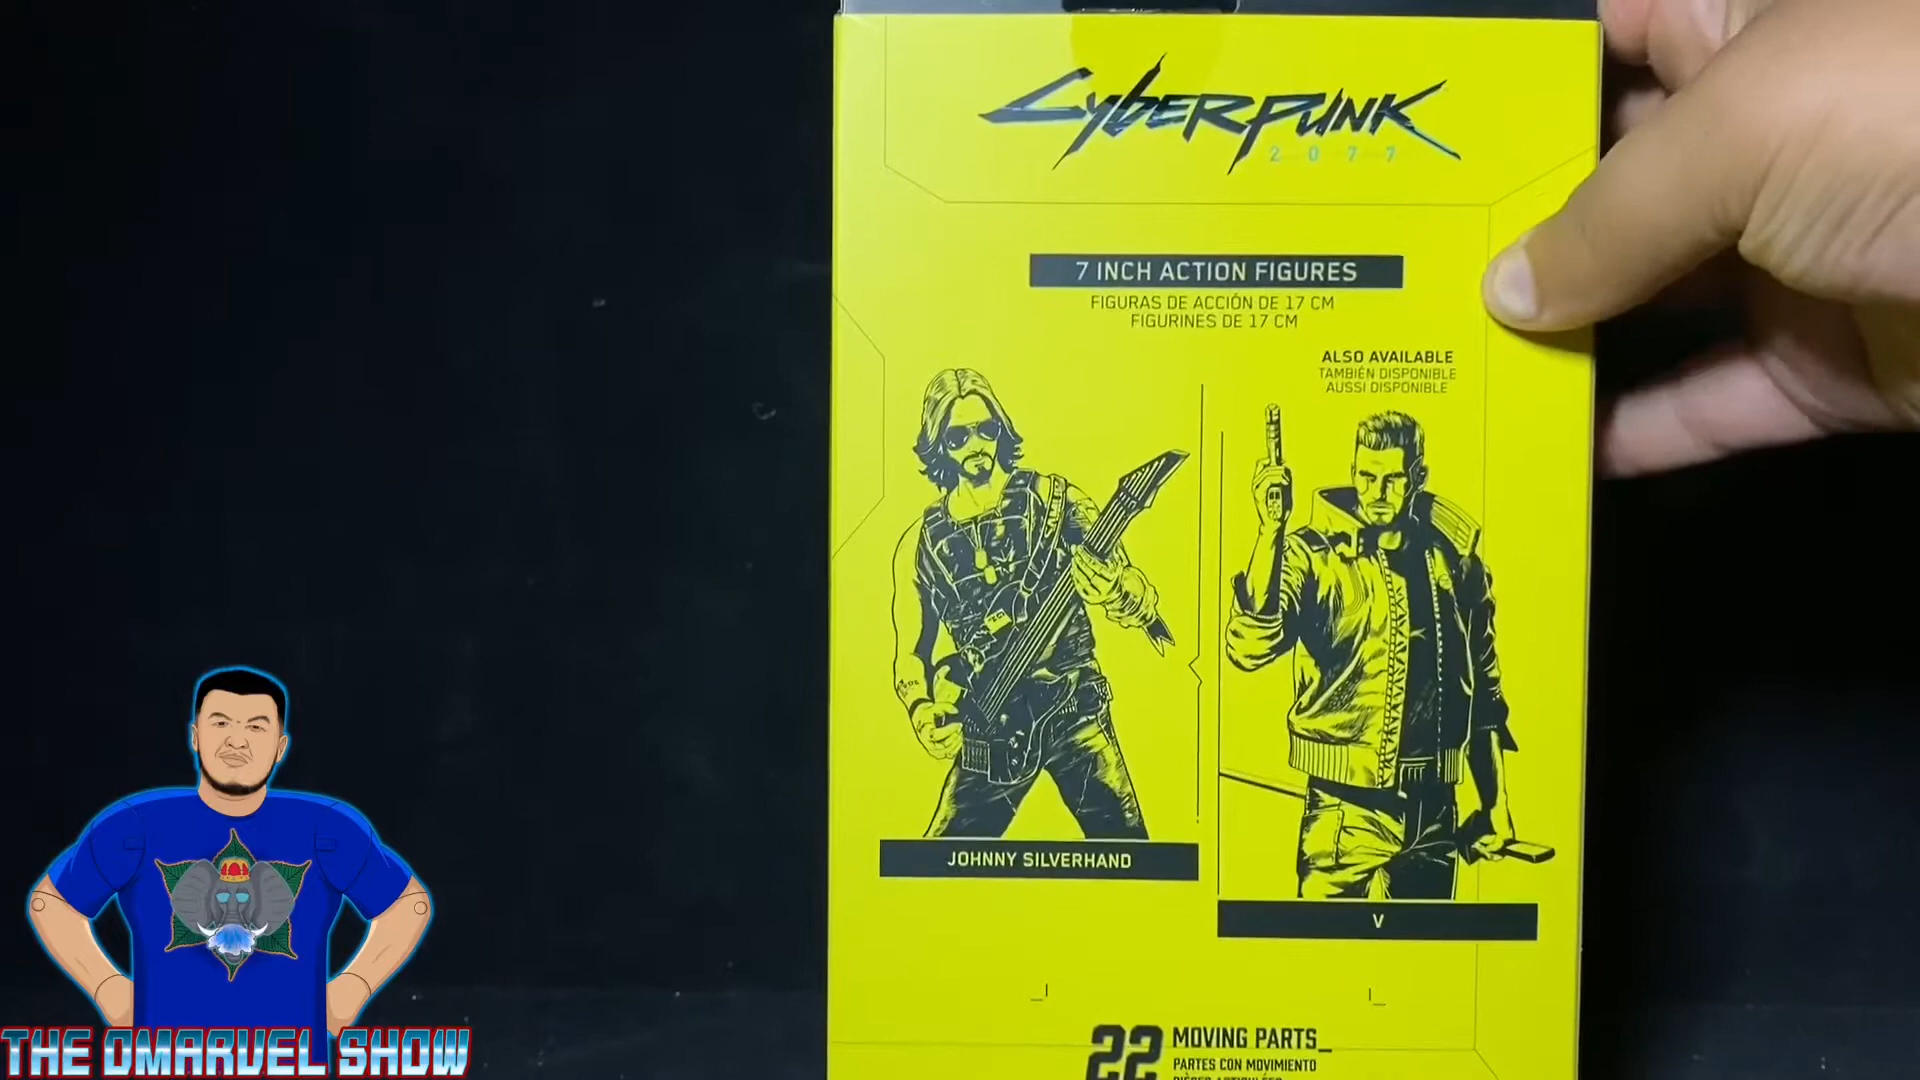 CYBERPUNK
2077
7 INCH ACTION FIGURES
FIGURAS DE ACCIÓN DE 17 CM
FIGURINES DE 17 CM
ALSO AVAILABLE
TAMBIÉN DISPONIBLE
AUSSI DISPONIBLE
JOHNNY SILVERHAND
V
22 MOVING PARTS_
PARTES CON MOVIMIENTO
THE OMARVEL SHOW